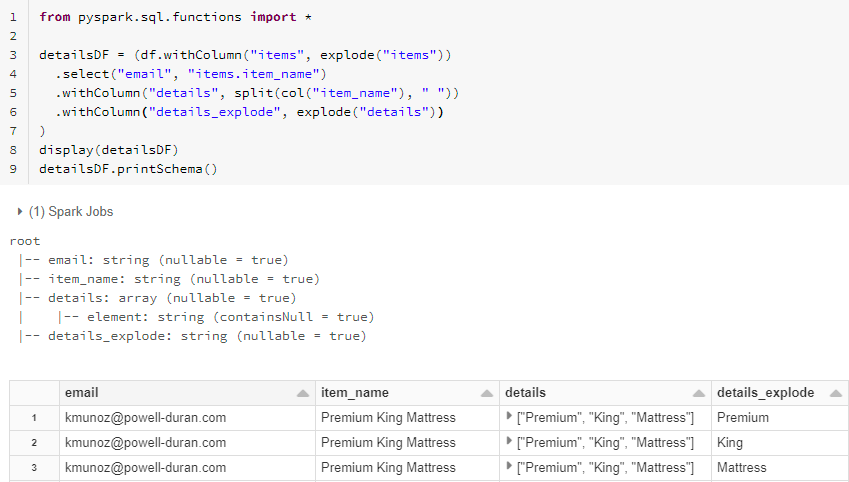 1 from pyspark.sql.functions import *
2
3 detailsDF = (df.withColumn("items", explode("items"))
4   .select("email", "items.item_name")
5   .withColumn("details", split(col("item_name"), " "))
6   .withColumn("details_explode", explode("details"))
7 )
8 display(detailsDF)
9 detailsDF.printSchema()
(1) Spark Jobs
root
 |-- email: string (nullable = true)
 |-- item_name: string (nullable = true)
 |-- details: array (nullable = true)
 |    |-- element: string (containsNull = true)
 |-- details_explode: string (nullable = true)
email item_name details details_explode
1 kmunoz@powell-duran.com Premium King Mattress ["Premium", "King", "Mattress"] Premium
2 kmunoz@powell-duran.com Premium King Mattress ["Premium", "King", "Mattress"] King
3 kmunoz@powell-duran.com Premium King Mattress ["Premium", "King", "Mattress"] Mattress